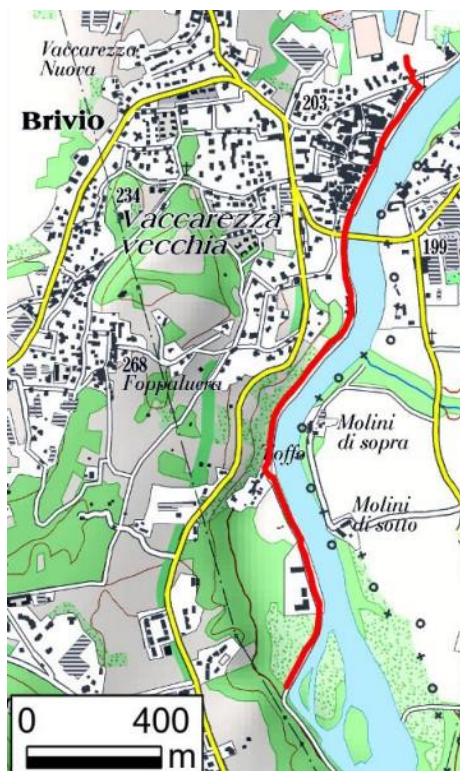 Vaccarezza
Nuova
203
Brivio
234
Vaccarezza
vecchia
199
268
Foppaluera
Molini
di sopra
Toffo
Molini
di sotto
0 400
m